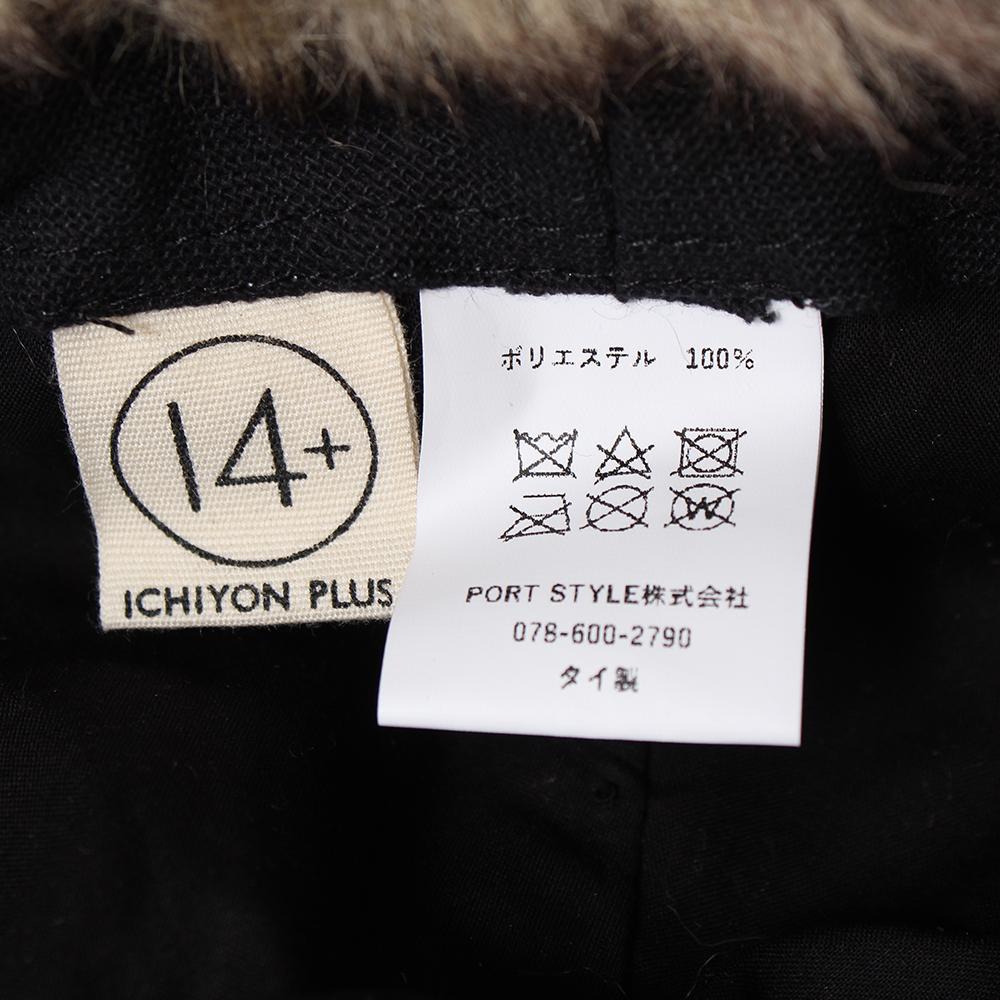 14+
ICHIYON PLUS
ポリエステル 100%
W
PORT STYLE株式会社
078-600-2790
タイ製